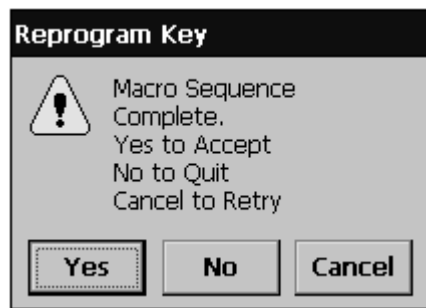 Reprogram Key
Macro Sequence
Complete.
Yes to Accept
No to Quit
Cancel to Retry
Yes No Cancel